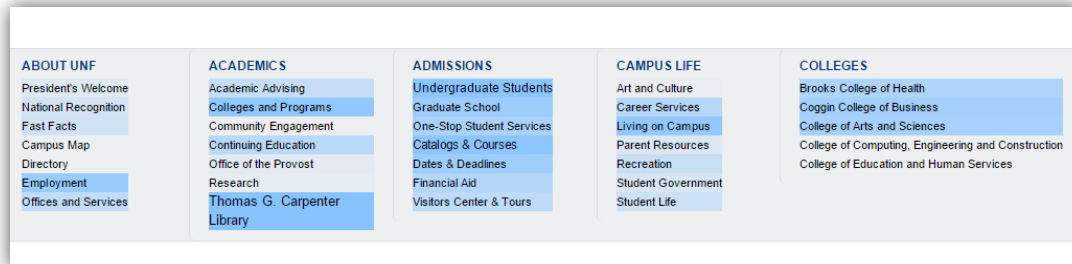 ABOUT UNF
President's Welcome
National Recognition
Fast Facts
Campus Map
Directory
Employment
Offices and Services
ACADEMICS
Academic Advising
Colleges and Programs
Community Engagement
Continuing Education
Office of the Provost
Research
Thomas G. Carpenter
Library
ADMISSIONS
Undergraduate Students
Graduate School
One-Stop Student Services
Catalogs & Courses
Dates & Deadlines
Financial Aid
Visitors Center & Tours
CAMPUS LIFE
Art and Culture
Career Services
Living on Campus
Parent Resources
Recreation
Student Government
Student Life
COLLEGES
Brooks College of Health
Coggin College of Business
College of Arts and Sciences
College of Computing, Engineering and Construction
College of Education and Human Services